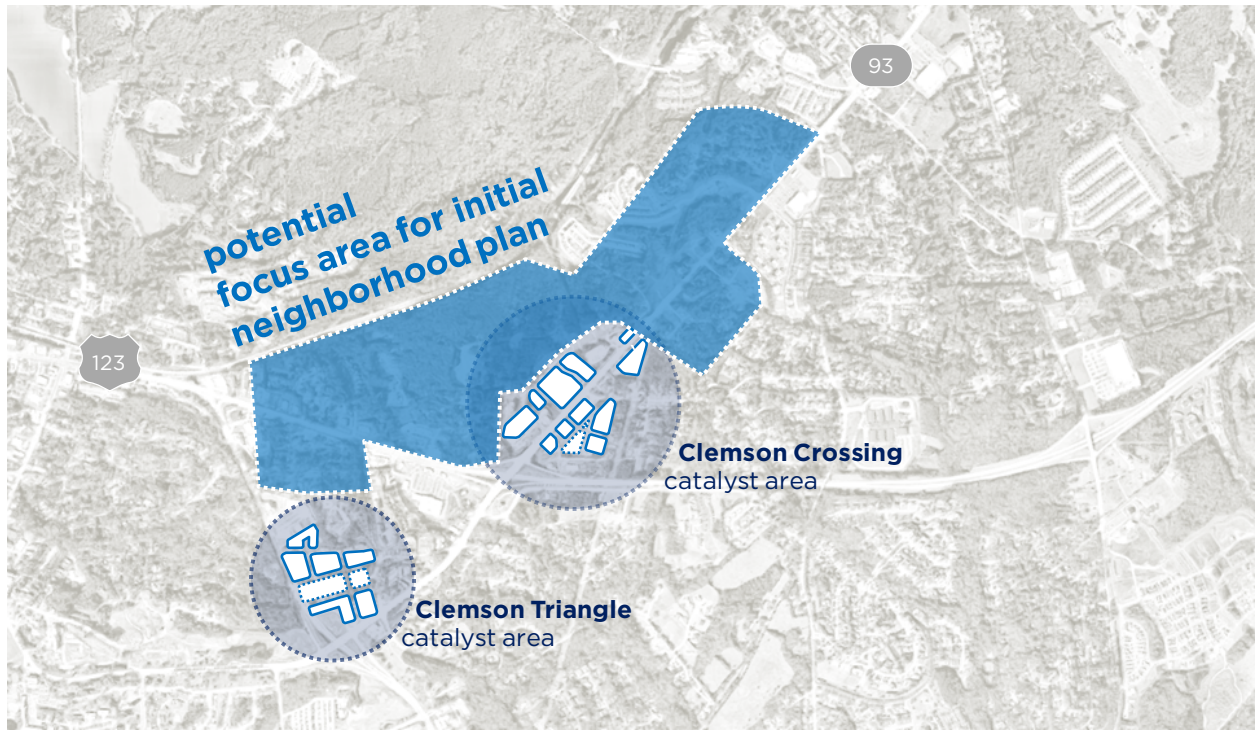 93
potential
focus area for initial
neighborhood plan
123
Clemson Crossing
catalyst area
Clemson Triangle
catalyst area